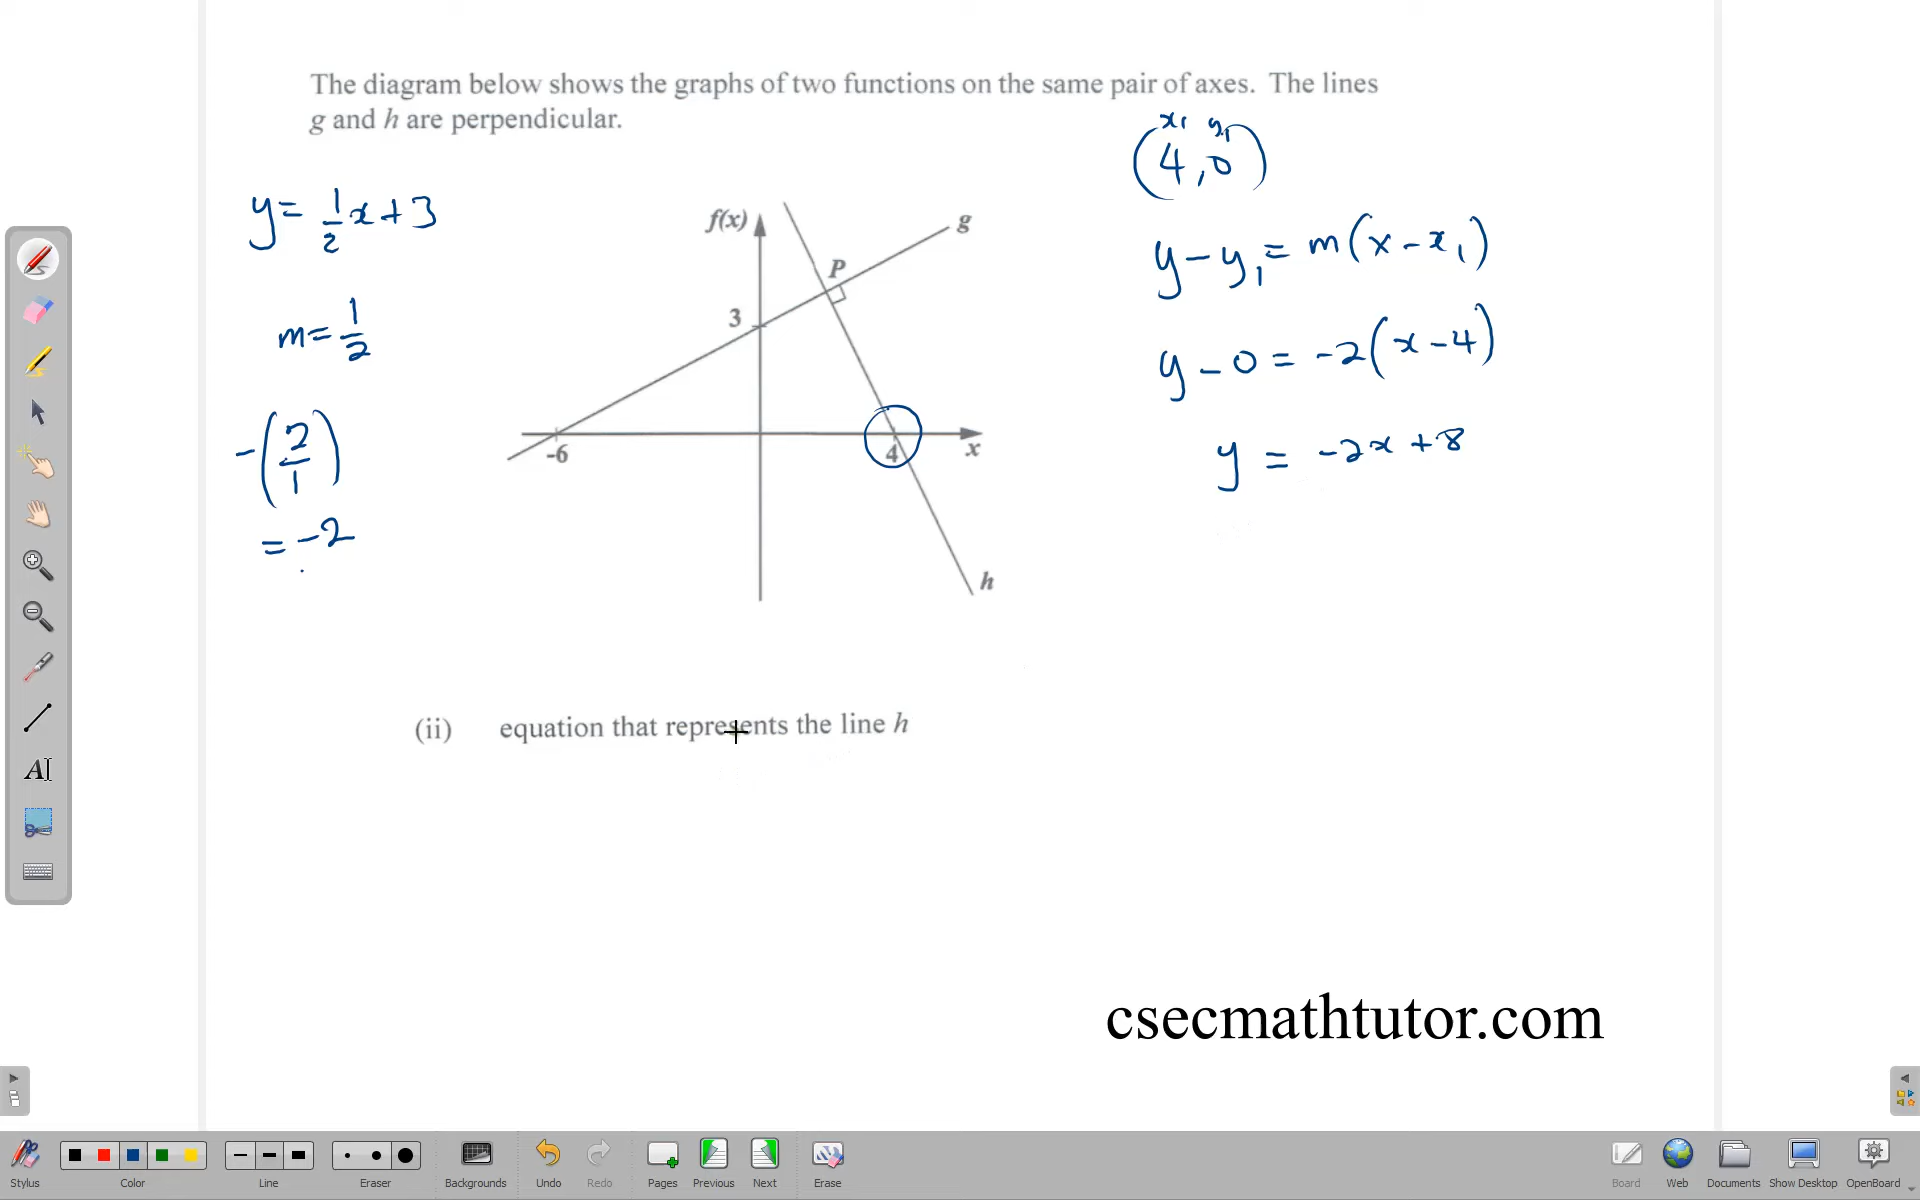 The diagram below shows the graphs of two functions on the same pair of axes. The lines
g and h are perpendicular.
y = 1/2 x + 3
m = 1/2
-(2/1)
= -2
f(x)
g
P
3
-6
4
x
h
x₁ y₁
(4, 0)
y - y₁ = m(x - x₁)
y - 0 = -2(x - 4)
y = -2x + 8
(ii) equation that represents the line h
csecmathtutor.com
A
Stylus
Color
Line
Eraser
Backgrounds
Undo
Redo
Pages
Previous
Next
Erase
Board
Web
Documents
Show Desktop
OpenBoard